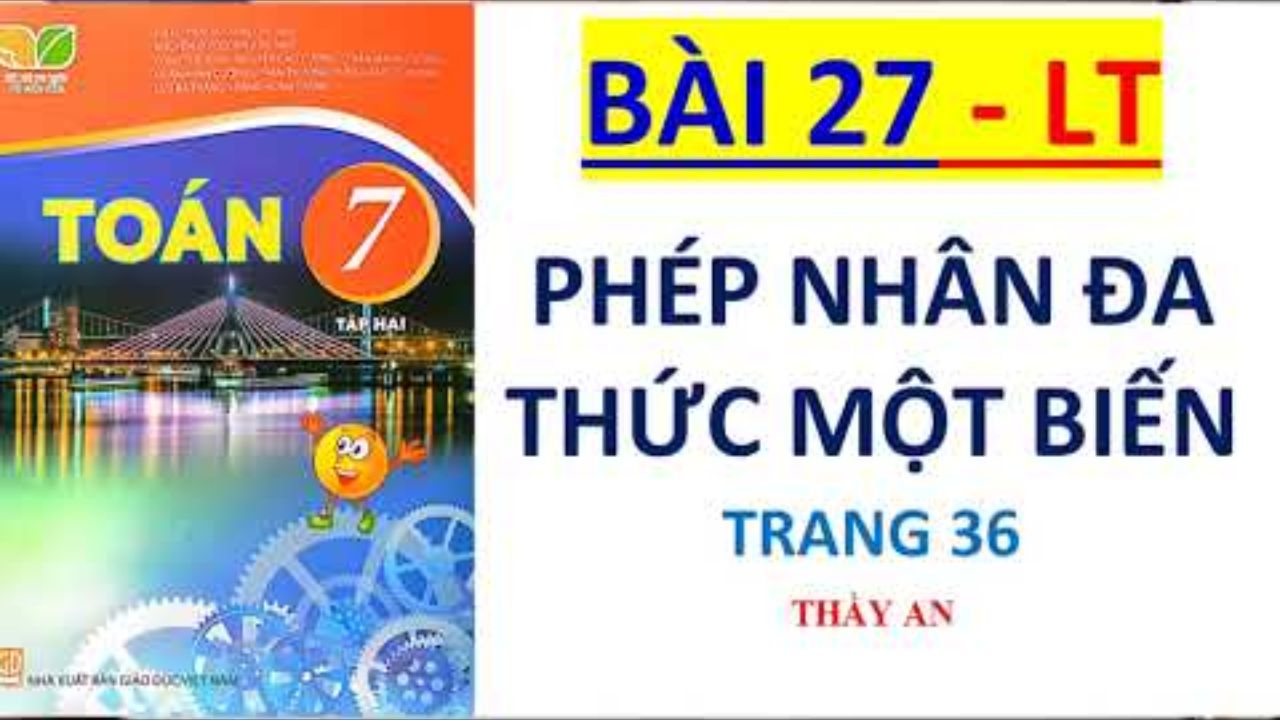 TOÁN 7
TẬP HAI
NHÀ XUẤT BẢN GIÁO DỤC VIỆT NAM
BÀI 27 - LT
PHÉP NHÂN ĐA
THỨC MỘT BIẾN
TRANG 36
THẦY AN